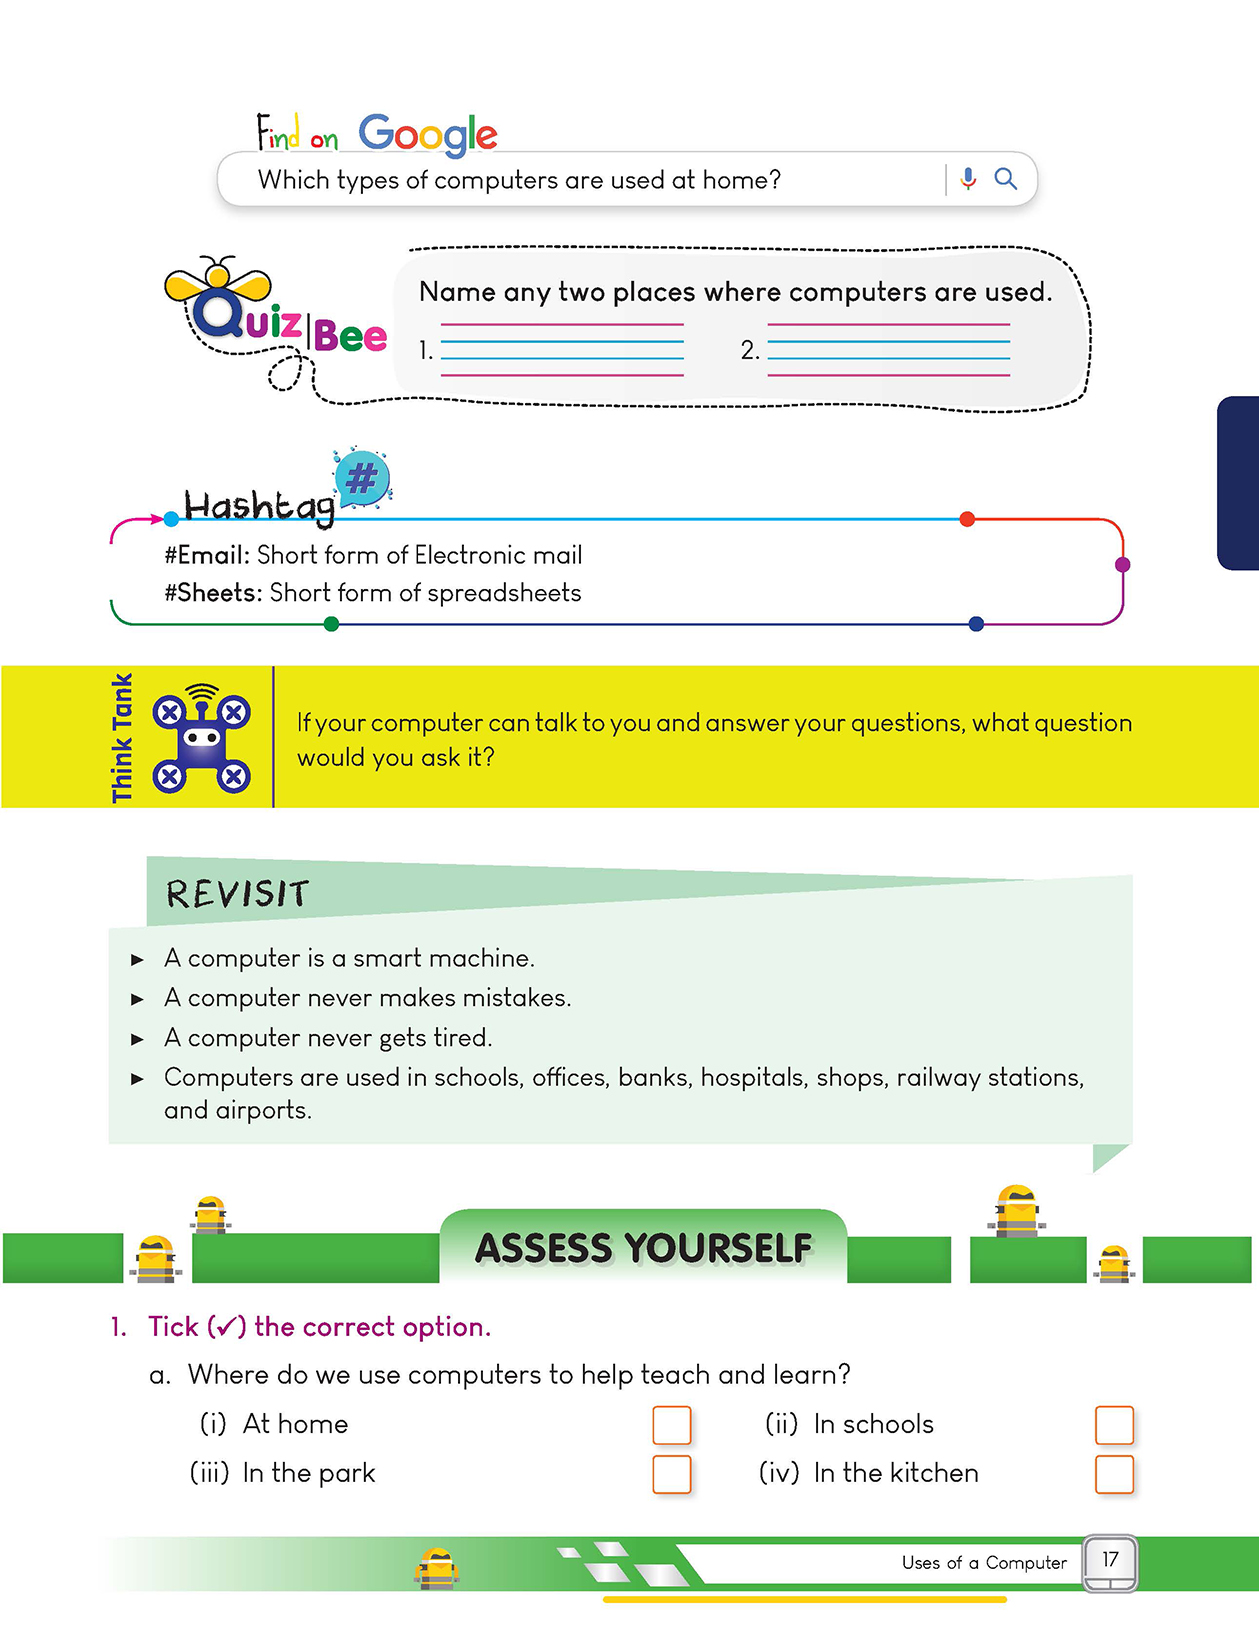 Find on Google
Which types of computers are used at home?
Quiz Bee
Name any two places where computers are used.
1.
2.
Hashtag #
#Email: Short form of Electronic mail
#Sheets: Short form of spreadsheets
Think Tank
If your computer can talk to you and answer your questions, what question
would you ask it?
REVISIT
► A computer is a smart machine.
► A computer never makes mistakes.
► A computer never gets tired.
► Computers are used in schools, offices, banks, hospitals, shops, railway stations,
and airports.
ASSESS YOURSELF
1. Tick (✓) the correct option.
a. Where do we use computers to help teach and learn?
(i) At home
(ii) In schools
(iii) In the park
(iv) In the kitchen
Uses of a Computer
17